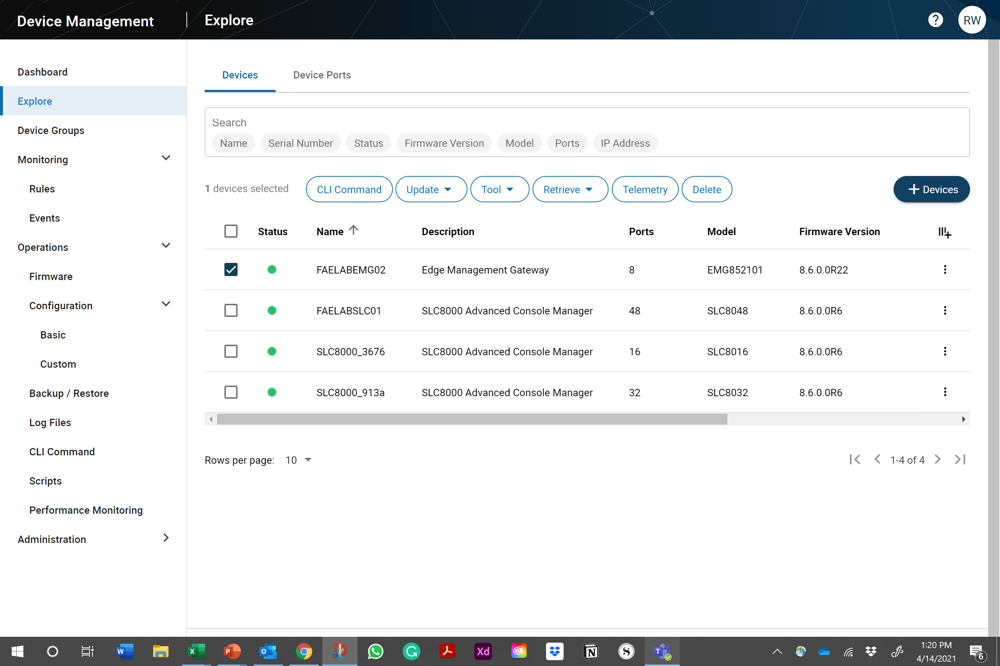 Device Management
Explore
RW
Dashboard
Explore
Device Groups
Monitoring
Rules
Events
Operations
Firmware
Configuration
Basic
Custom
Backup / Restore
Log Files
CLI Command
Scripts
Performance Monitoring
Administration
Devices Device Ports
Search
Name Serial Number Status Firmware Version Model Ports IP Address
1 devices selected CLI Command Update Tool Retrieve Telemetry Delete + Devices
Status Name Description Ports Model Firmware Version
FAELABEMG02 Edge Management Gateway 8 EMG852101 8.6.0.0R22
FAELABSLC01 SLC8000 Advanced Console Manager 48 SLC8048 8.6.0.0R6
SLC8000_3676 SLC8000 Advanced Console Manager 16 SLC8016 8.6.0.0R6
SLC8000_913a SLC8000 Advanced Console Manager 32 SLC8032 8.6.0.0R6
Rows per page: 10 1-4 of 4
1:20 PM
4/14/2021
6